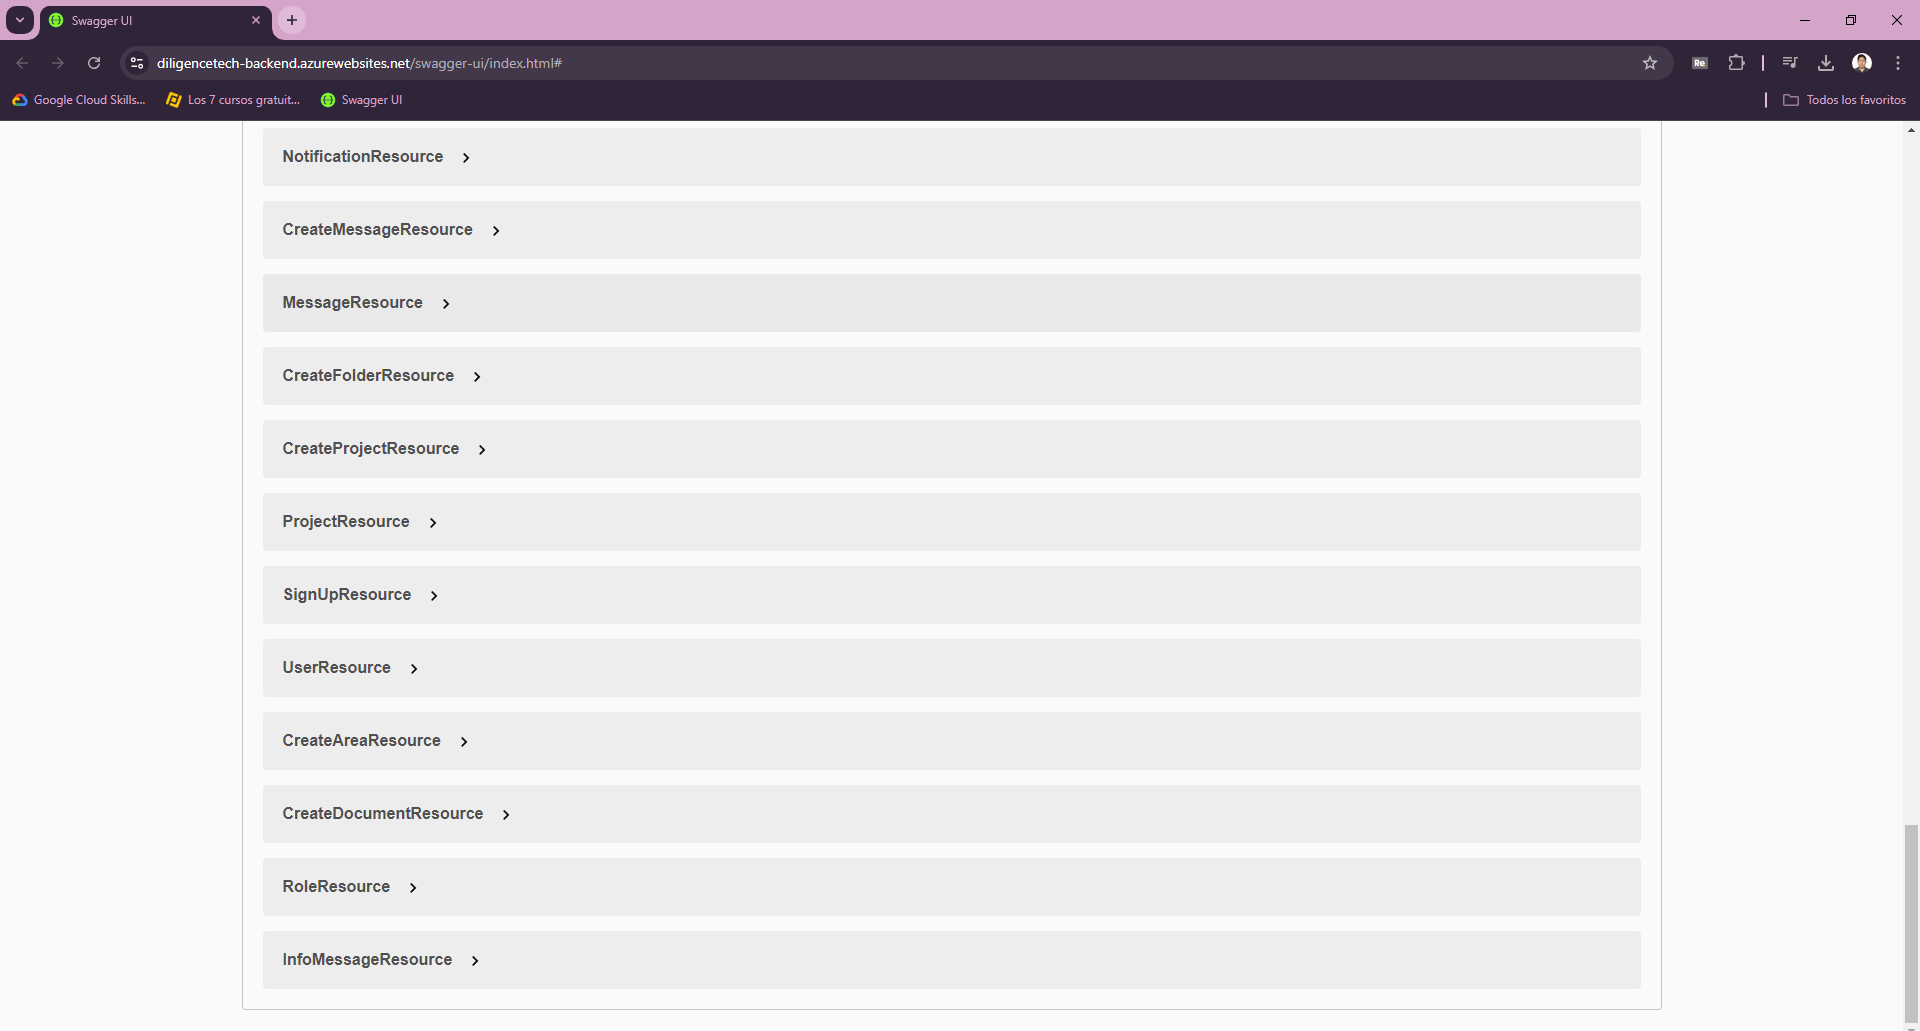 Swagger UI
diligencetech-backend.azurewebsites.net/swagger-ui/index.html#
Re
Google Cloud Skills...
Los 7 cursos gratuit...
Swagger UI
Todos los favoritos
NotificationResource
CreateMessageResource
MessageResource
CreateFolderResource
CreateProjectResource
ProjectResource
SignUpResource
UserResource
CreateAreaResource
CreateDocumentResource
RoleResource
InfoMessageResource